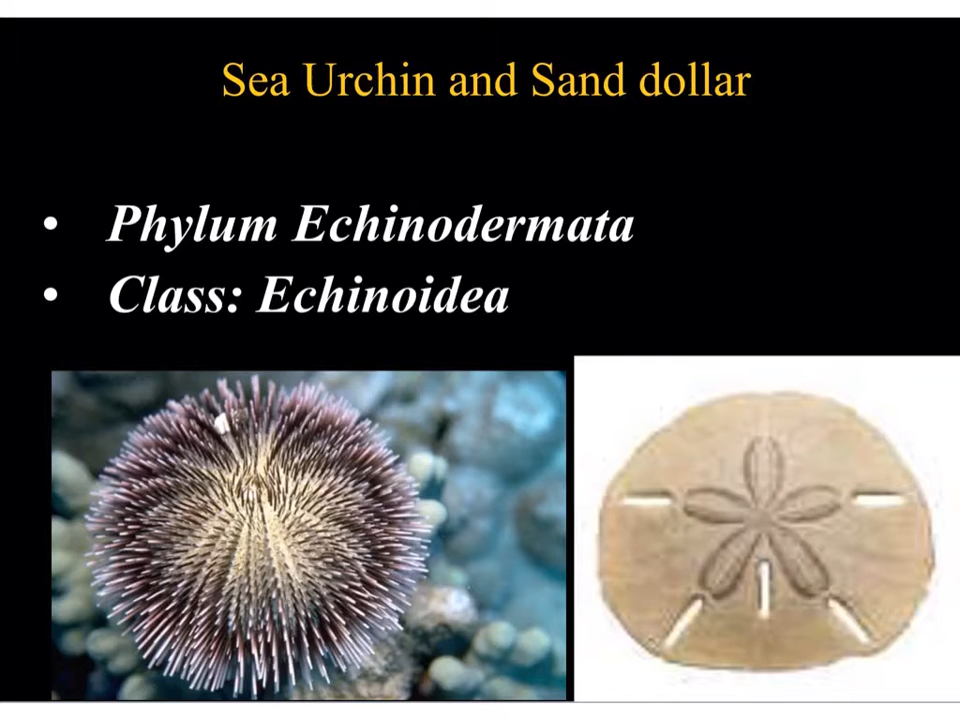 Sea Urchin and Sand dollar
• Phylum Echinodermata
• Class: Echinoidea